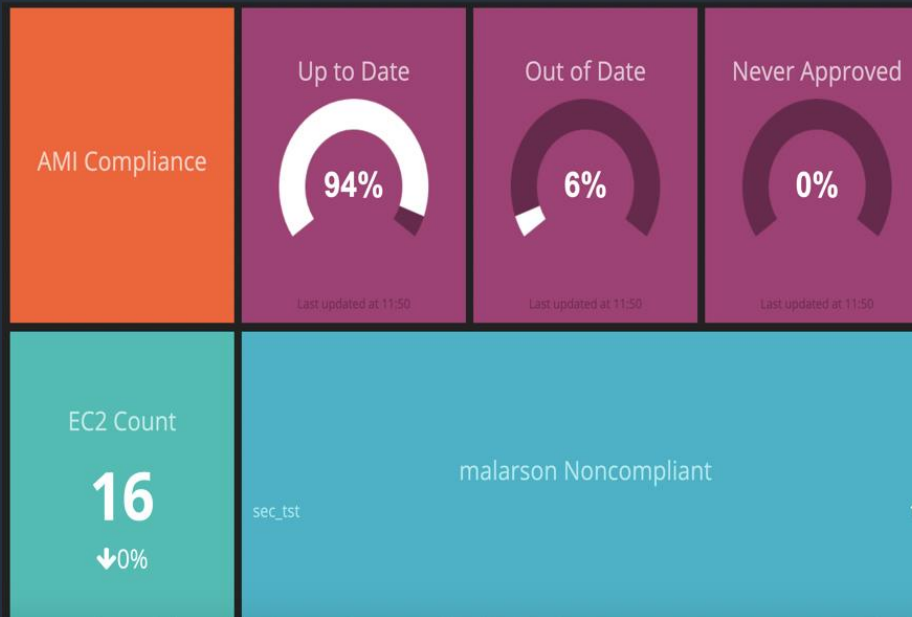 AMI Compliance
Up to Date
94%
Last updated at 11:50
Out of Date
6%
Last updated at 11:50
Never Approved
0%
Last updated at 11:50
EC2 Count
16
↓0%
malarson Noncompliant
sec_tst